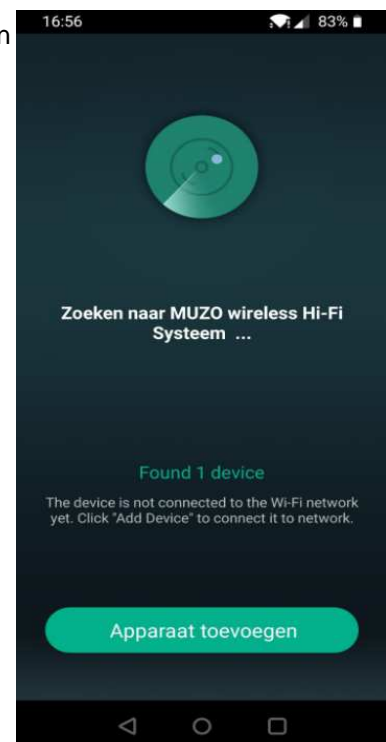 n
16:56
83%
Zoeken naar MUZO wireless Hi-Fi
Systeem ...
Found 1 device
The device is not connected to the Wi-Fi network
yet. Click "Add Device" to connect it to network.
Apparaat toevoegen